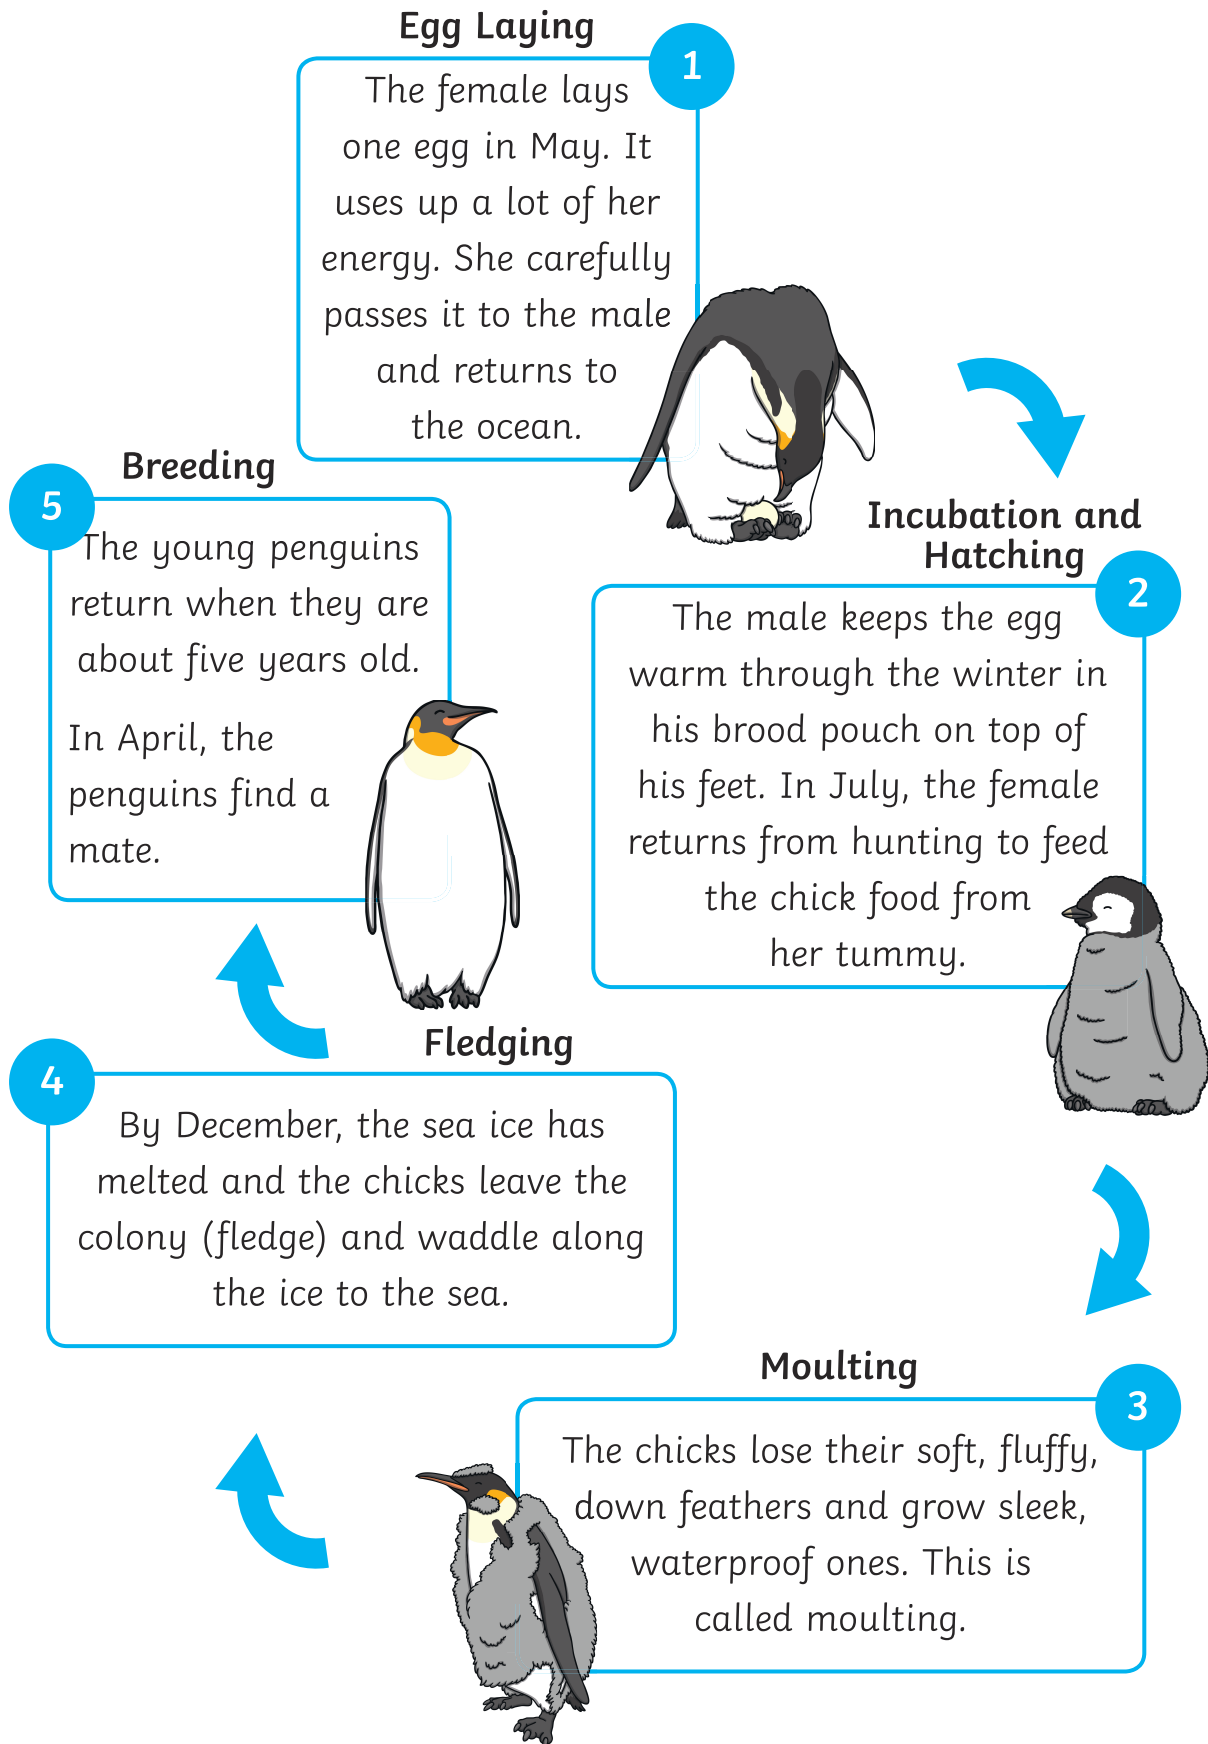 Egg Laying
1
The female lays
one egg in May. It
uses up a lot of her
energy. She carefully
passes it to the male
and returns to
the ocean.
Incubation and
Hatching
2
The male keeps the egg
warm through the winter in
his brood pouch on top of
his feet. In July, the female
returns from hunting to feed
the chick food from
her tummy.
Moulting
3
The chicks lose their soft, fluffy,
down feathers and grow sleek,
waterproof ones. This is
called moulting.
Fledging
4
By December, the sea ice has
melted and the chicks leave the
colony (fledge) and waddle along
the ice to the sea.
Breeding
5
The young penguins
return when they are
about five years old.
In April, the
penguins find a
mate.